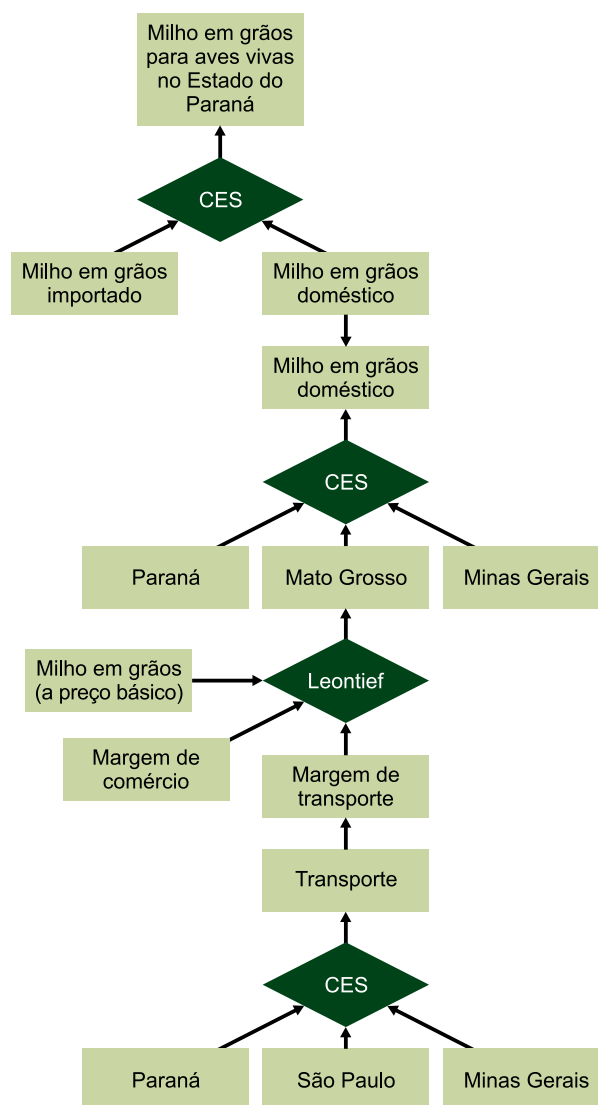 Milho em grãos
para aves vivas
no Estado do
Paraná
CES
Milho em grãos
importado
Milho em grãos
doméstico
Milho em grãos
doméstico
CES
Paraná
Mato Grosso
Minas Gerais
Milho em grãos
(a preço básico)
Leontief
Margem de
comércio
Margem de
transporte
Transporte
CES
Paraná
São Paulo
Minas Gerais